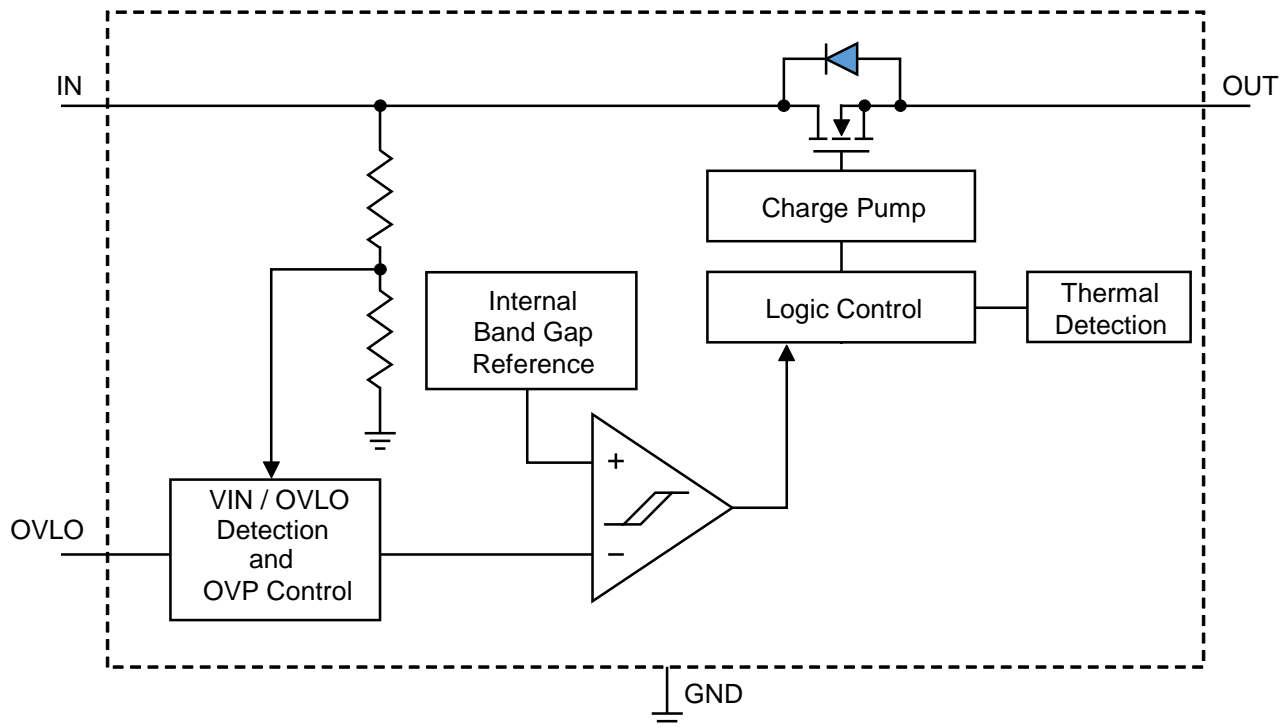 IN
OUT
Charge Pump
Internal
Band Gap
Reference
Logic Control
Thermal
Detection
+
−
OVLO
VIN / OVLO
Detection
and
OVP Control
GND